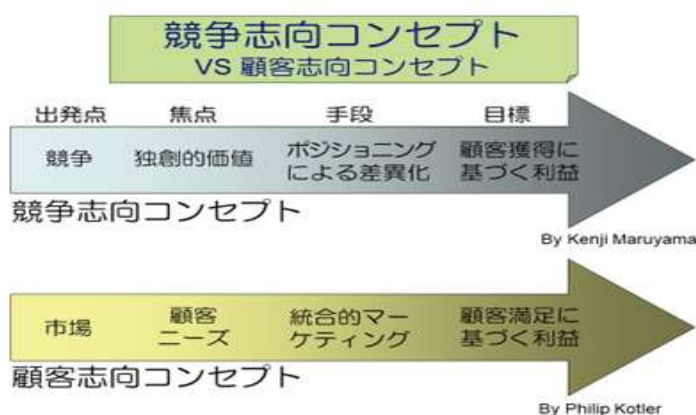 競争志向コンセプト
VS 顧客志向コンセプト
出発点 焦点 手段 目標
競争 独創的価値 ポジショニングによる差異化 顧客獲得に基づく利益
競争志向コンセプト
By Kenji Maruyama
市場 顧客ニーズ 統合的マーケティング 顧客満足に基づく利益
顧客志向コンセプト
By Philip Kotler